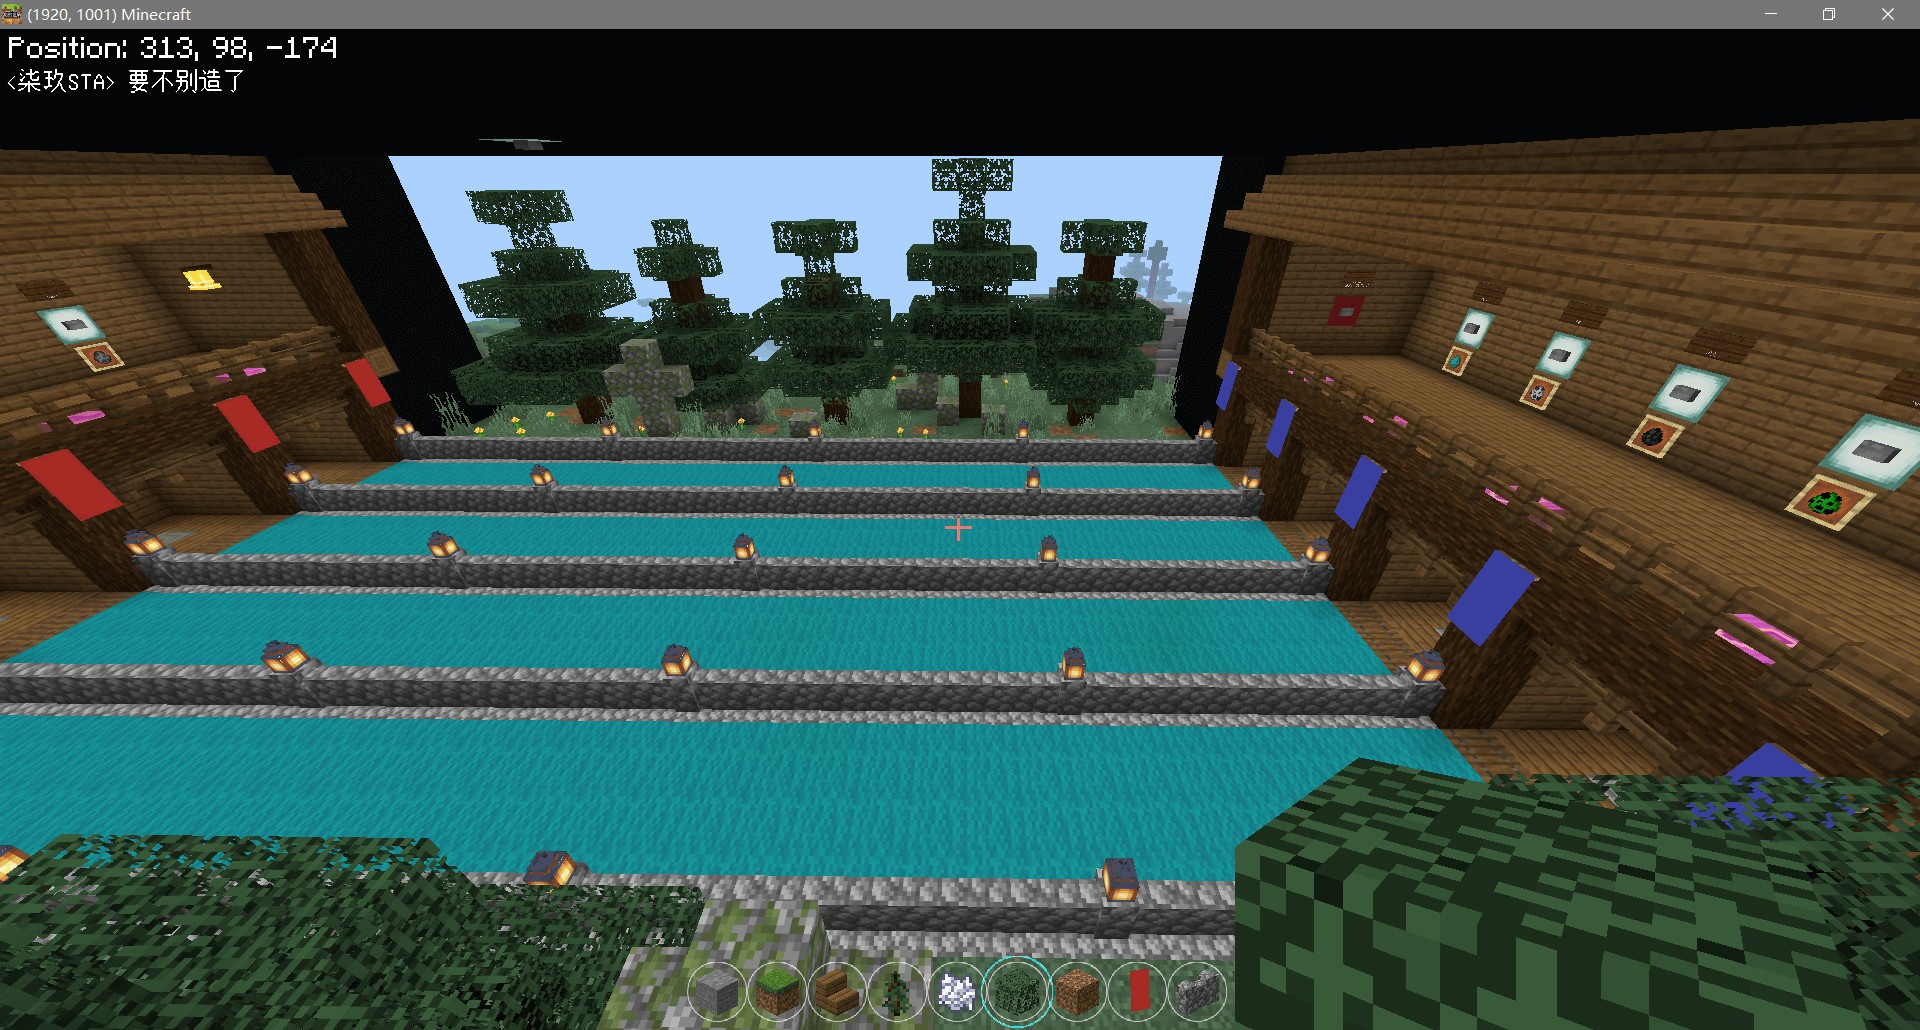 (1920, 1001) Minecraft
Position: 313, 98, -174
<柒玖STA> 要不别造了